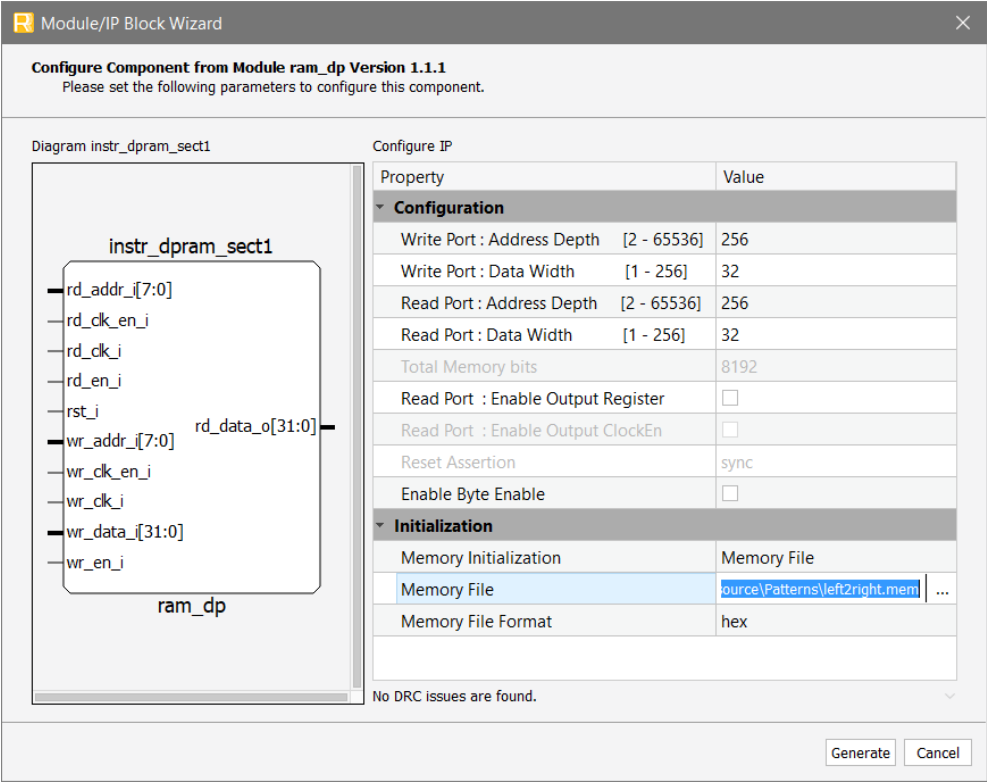 Module/IP Block Wizard
Configure Component from Module ram_dp Version 1.1.1
Please set the following parameters to configure this component.
Diagram instr_dpram_sect1
instr_dpram_sect1
rd_addr_i[7:0]
rd_clk_en_i
rd_clk_i
rd_en_i
rst_i
rd_data_o[31:0]
wr_addr_i[7:0]
wr_clk_en_i
wr_clk_i
wr_data_i[31:0]
wr_en_i
ram_dp
Configure IP
Property Value
Configuration
Write Port : Address Depth [2 - 65536] 256
Write Port : Data Width [1 - 256] 32
Read Port : Address Depth [2 - 65536] 256
Read Port : Data Width [1 - 256] 32
Total Memory bits 8192
Read Port : Enable Output Register
Read Port : Enable Output ClockEn
Reset Assertion sync
Enable Byte Enable
Initialization
Memory Initialization Memory File
Memory File ource\Patterns\left2right.mem ...
Memory File Format hex
No DRC issues are found.
Generate Cancel